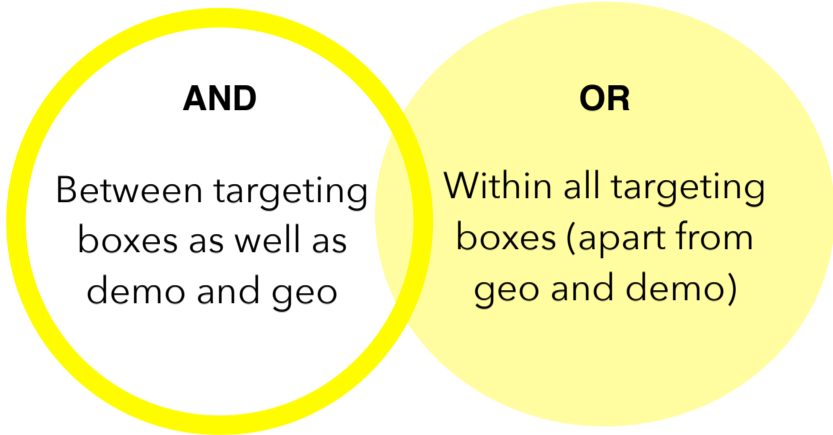 AND
Between targeting
boxes as well as
demo and geo
OR
Within all targeting
boxes (apart from
geo and demo)